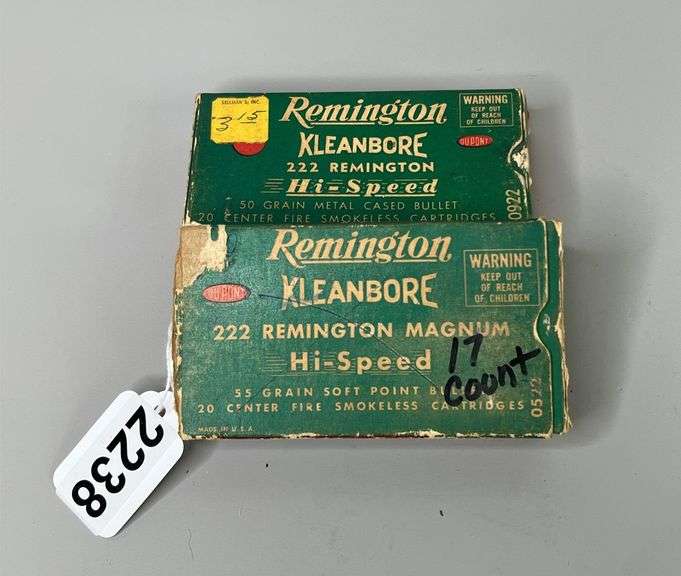 SULLIVAN'S, INC.
3.15
Remington
KLEANBORE
222 REMINGTON
Hi-Speed
50 GRAIN METAL CASED BULLET
20 CENTER FIRE SMOKELESS CARTRIDGES
WARNING
KEEP OUT
OF REACH
OF CHILDREN
DUPONT
0922
Remington
KLEANBORE
DUPONT
222 REMINGTON MAGNUM
Hi-Speed
55 GRAIN SOFT POINT
20 CENTER FIRE SMOKELESS CARTRIDGES
MADE IN U.S.A
WARNING
KEEP OUT
OF REACH
OF CHILDREN
17
Count
0522
2238